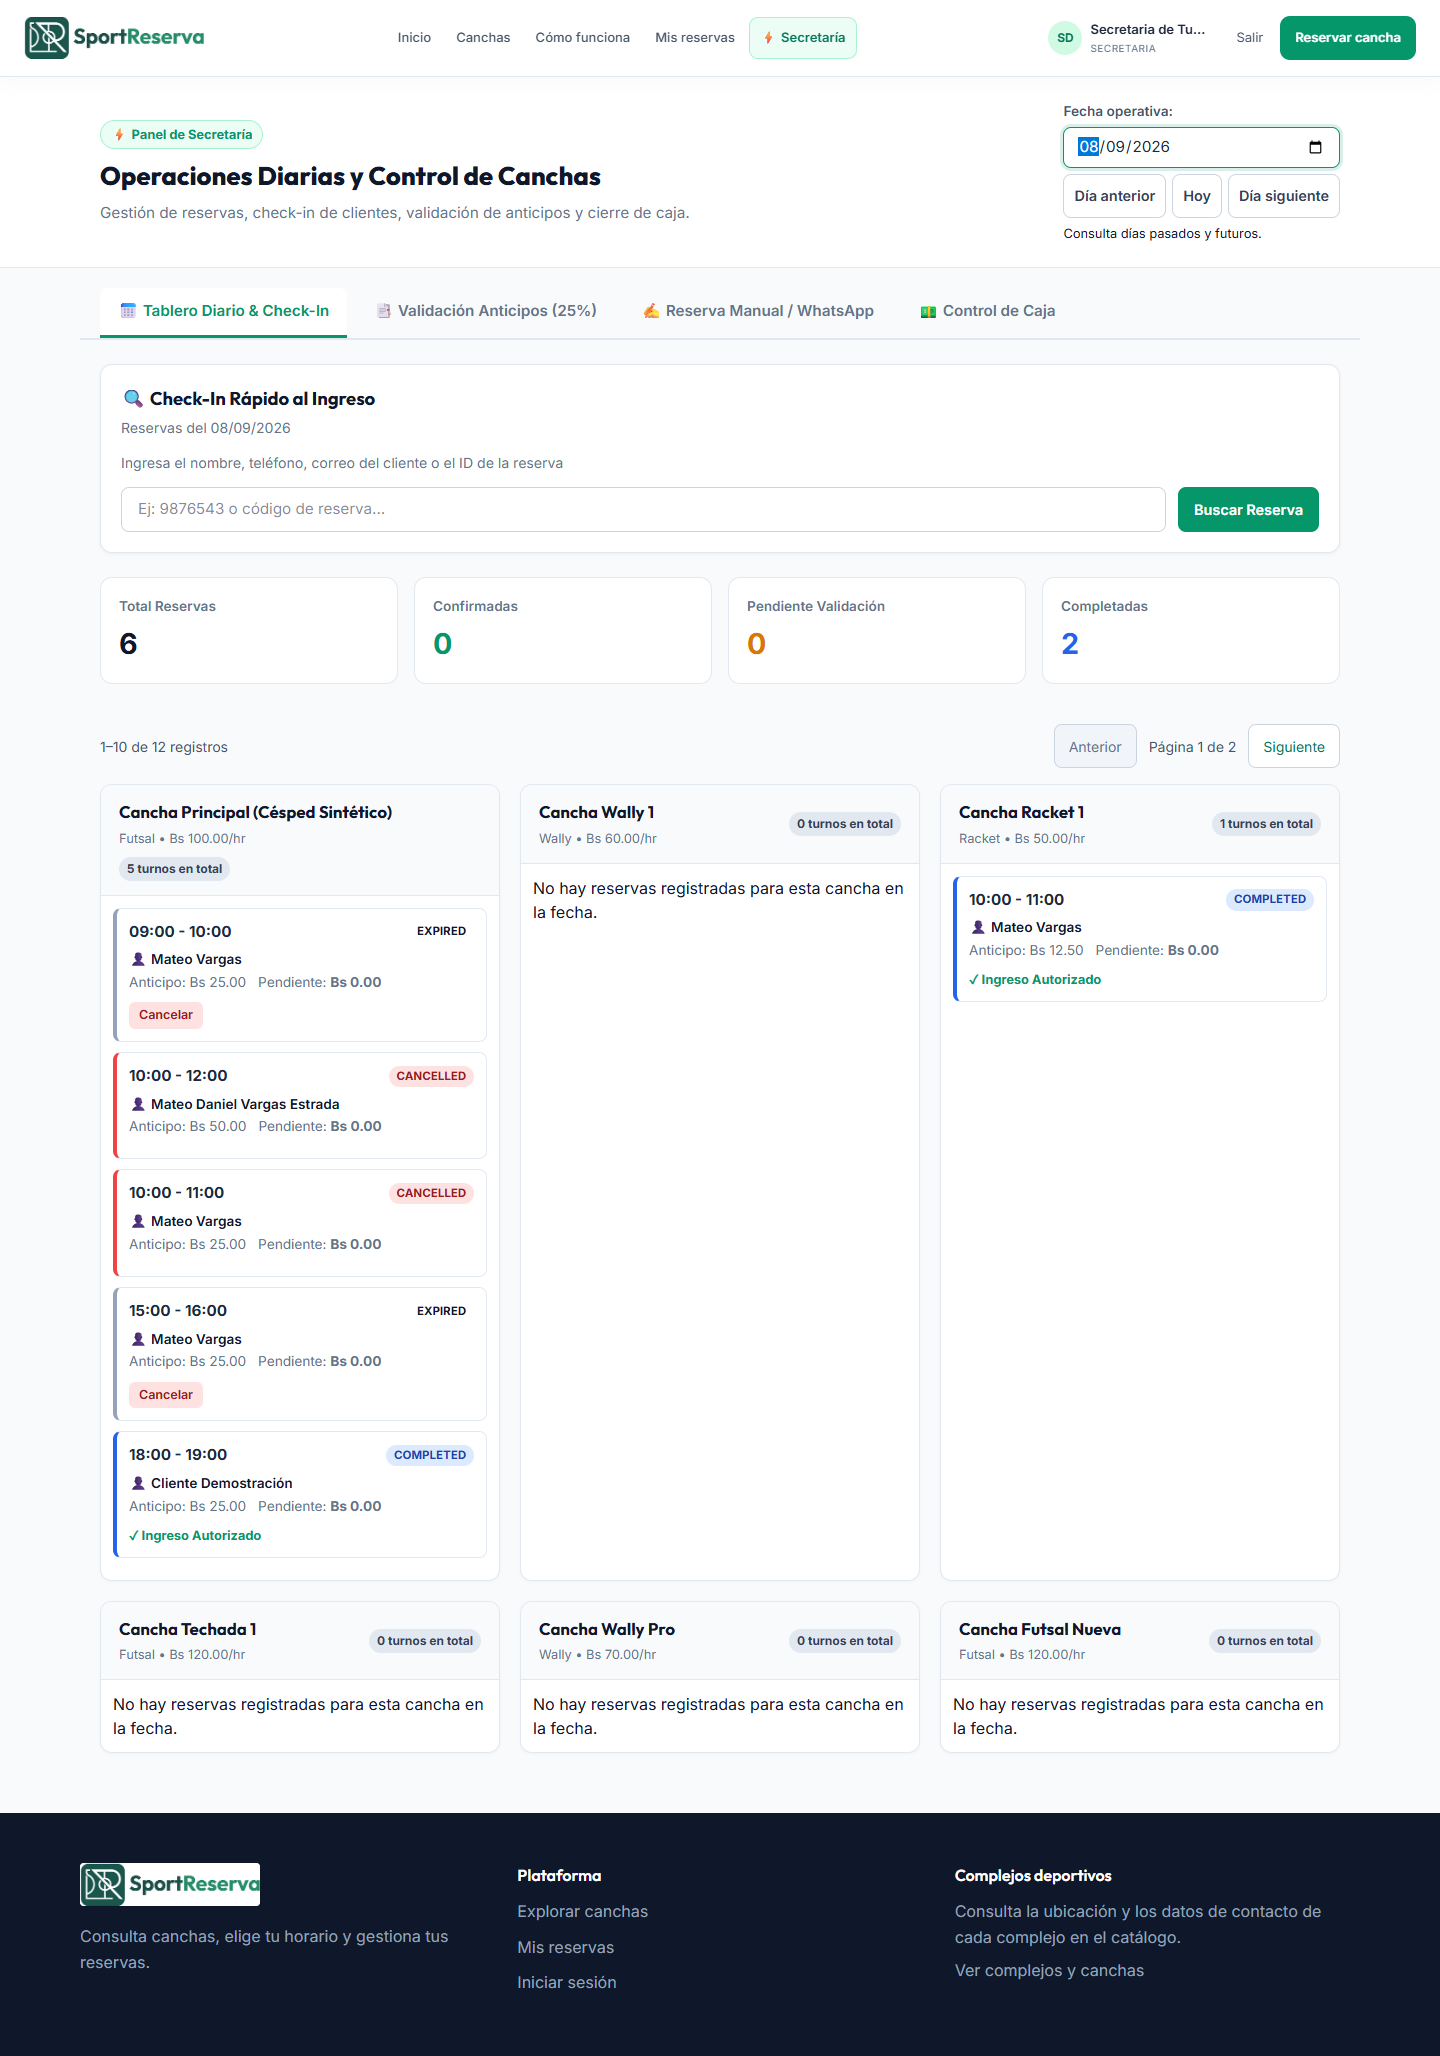 SportReserva
Inicio
Canchas
Cómo funciona
Mis reservas
Secretaría
SD
Secretaria de Tu...
SECRETARIA
Salir
Reservar cancha
Panel de Secretaría
Operaciones Diarias y Control de Canchas
Gestión de reservas, check-in de clientes, validación de anticipos y cierre de caja.
Fecha operativa:
08/09/2026
Día anterior
Hoy
Día siguiente
Consulta días pasados y futuros.
Tablero Diario & Check-In
Validación Anticipos (25%)
Reserva Manual / WhatsApp
Control de Caja
Check-In Rápido al Ingreso
Reservas del 08/09/2026
Ingresa el nombre, teléfono, correo del cliente o el ID de la reserva
Ej: 9876543 o código de reserva...
Buscar Reserva
Total Reservas
6
Confirmadas
0
Pendiente Validación
0
Completadas
2
1–10 de 12 registros
Anterior
Página 1 de 2
Siguiente
Cancha Principal (Césped Sintético)
Futsal • Bs 100.00/hr
5 turnos en total
09:00 - 10:00
EXPIRED
Mateo Vargas
Anticipo: Bs 25.00 Pendiente: Bs 0.00
Cancelar
10:00 - 12:00
CANCELLED
Mateo Daniel Vargas Estrada
Anticipo: Bs 50.00 Pendiente: Bs 0.00
10:00 - 11:00
CANCELLED
Mateo Vargas
Anticipo: Bs 25.00 Pendiente: Bs 0.00
15:00 - 16:00
EXPIRED
Mateo Vargas
Anticipo: Bs 25.00 Pendiente: Bs 0.00
Cancelar
18:00 - 19:00
COMPLETED
Cliente Demostración
Anticipo: Bs 25.00 Pendiente: Bs 0.00
✓ Ingreso Autorizado
Cancha Wally 1
Wally • Bs 60.00/hr
0 turnos en total
No hay reservas registradas para esta cancha en
la fecha.
Cancha Racket 1
Racket • Bs 50.00/hr
1 turnos en total
10:00 - 11:00
COMPLETED
Mateo Vargas
Anticipo: Bs 12.50 Pendiente: Bs 0.00
✓ Ingreso Autorizado
Cancha Techada 1
Futsal • Bs 120.00/hr
0 turnos en total
No hay reservas registradas para esta cancha en
la fecha.
Cancha Wally Pro
Wally • Bs 70.00/hr
0 turnos en total
No hay reservas registradas para esta cancha en
la fecha.
Cancha Futsal Nueva
Futsal • Bs 120.00/hr
0 turnos en total
No hay reservas registradas para esta cancha en
la fecha.
SportReserva
Consulta canchas, elige tu horario y gestiona tus
reservas.
Plataforma
Explorar canchas
Mis reservas
Iniciar sesión
Complejos deportivos
Consulta la ubicación y los datos de contacto de
cada complejo en el catálogo.
Ver complejos y canchas